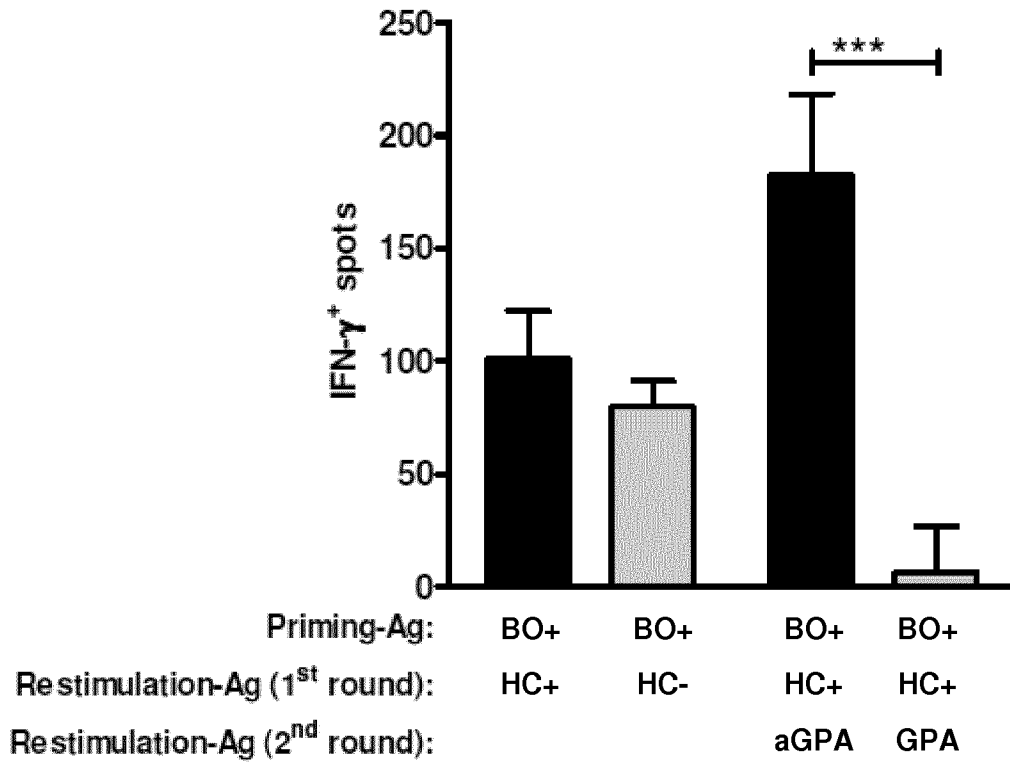 ***
250
200
150
100
50
0
IFN-γ⁺ spots
Priming-Ag: BO+ BO+ BO+ BO+
Restimulation-Ag (1st round): HC+ HC- HC+ HC+
Restimulation-Ag (2nd round): aGPA GPA